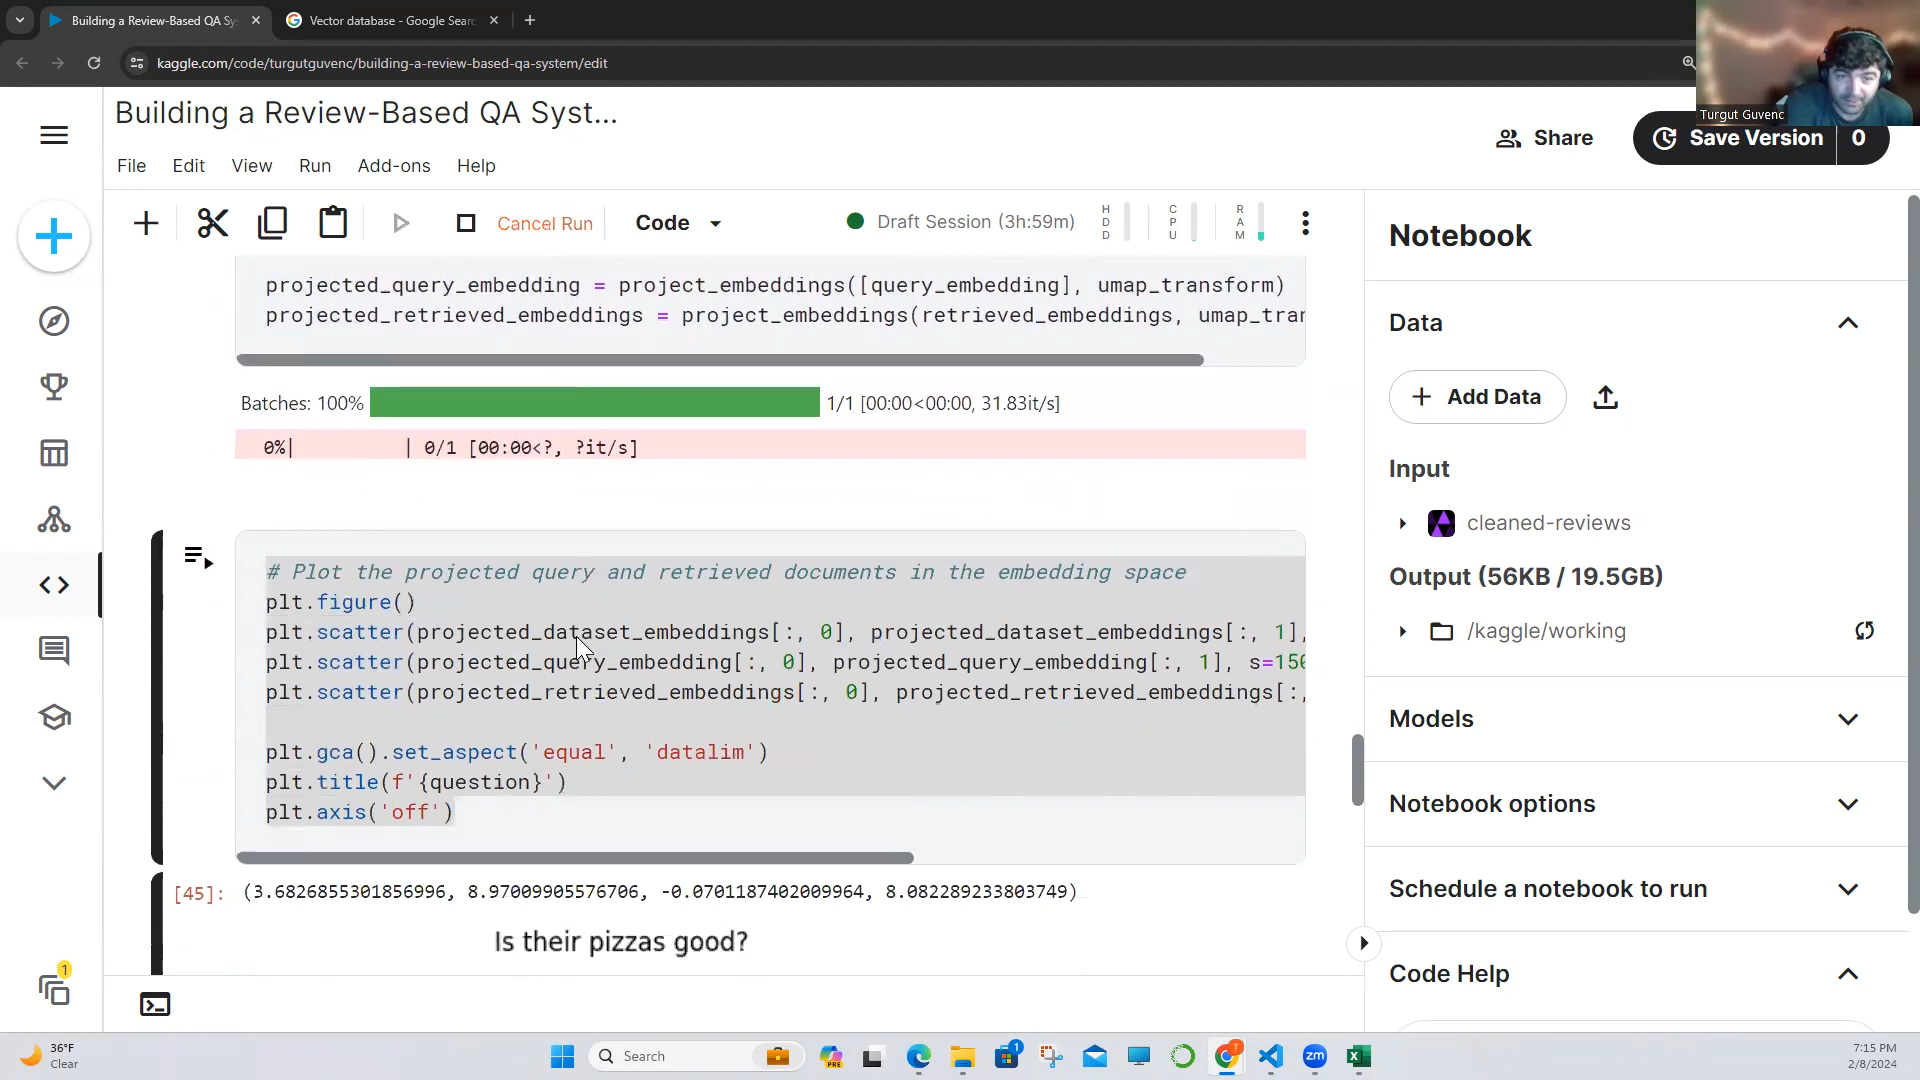 Building a Review-Based QA Sy
Vector database - Google Sear
kaggle.com/code/turgutguvenc/building-a-review-based-qa-system/edit
Turgut Guvenc
Building a Review-Based QA Syst...
Share
Save Version
0
File Edit View Run Add-ons Help
Cancel Run
Code
Draft Session (3h:59m)
HDD
CPU
RAM
projected_query_embedding = project_embeddings([query_embedding], umap_transform)
projected_retrieved_embeddings = project_embeddings(retrieved_embeddings, umap_tran
Batches: 100% 1/1 [00:00<00:00, 31.83it/s]
0%| | 0/1 [00:00<?, ?it/s]
# Plot the projected query and retrieved documents in the embedding space
plt.figure()
plt.scatter(projected_dataset_embeddings[:, 0], projected_dataset_embeddings[:, 1],
plt.scatter(projected_query_embedding[:, 0], projected_query_embedding[:, 1], s=150
plt.scatter(projected_retrieved_embeddings[:, 0], projected_retrieved_embeddings[:,
plt.gca().set_aspect('equal', 'datalim')
plt.title(f'{question}')
plt.axis('off')
[45]: (3.6826855301856996, 8.97009905576706, -0.0701187402009964, 8.082289233803749)
Is their pizzas good?
Notebook
Data
Add Data
Input
cleaned-reviews
Output (56KB / 19.5GB)
/kaggle/working
Models
Notebook options
Schedule a notebook to run
Code Help
1
36°F
Clear
Search
PRE
1
T
zm
7:15 PM
2/8/2024